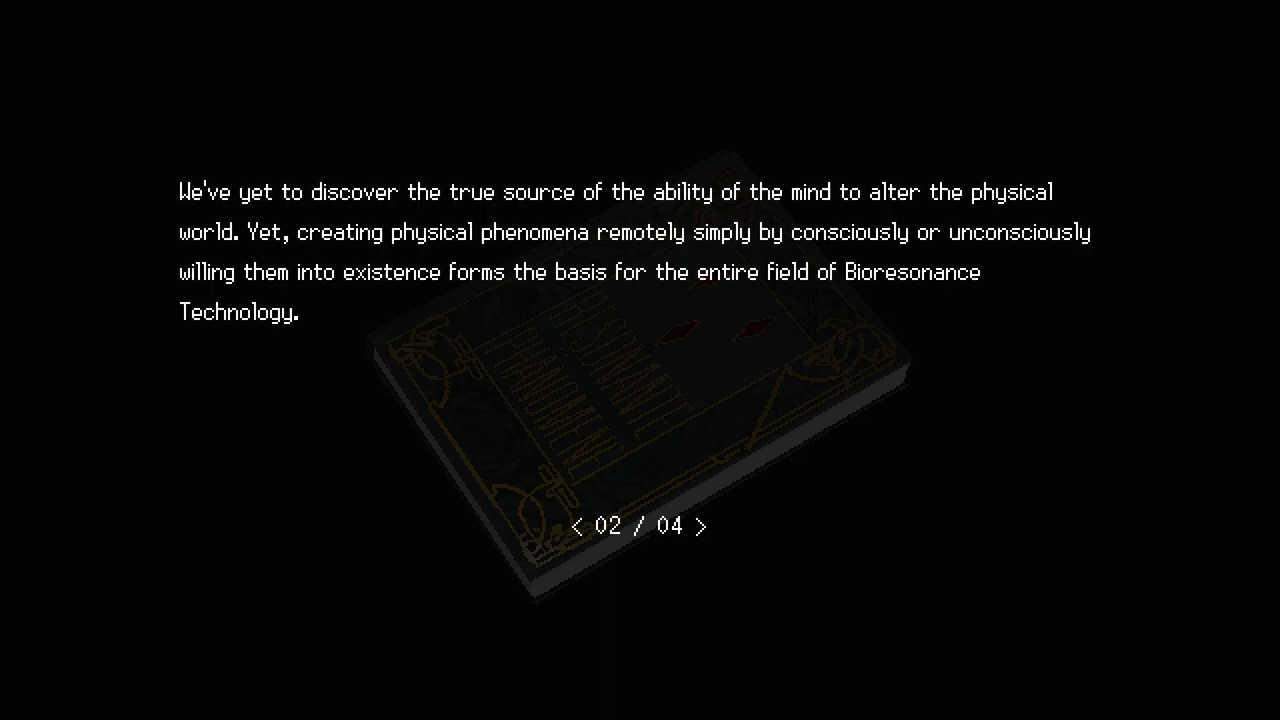 We've yet to discover the true source of the ability of the mind to alter the physical
world. Yet, creating physical phenomena remotely simply by consciously or unconsciously
willing them into existence forms the basis for the entire field of Bioresonance
Technology.
RESONANTE
PHÄNOMENE
< 02 / 04 >